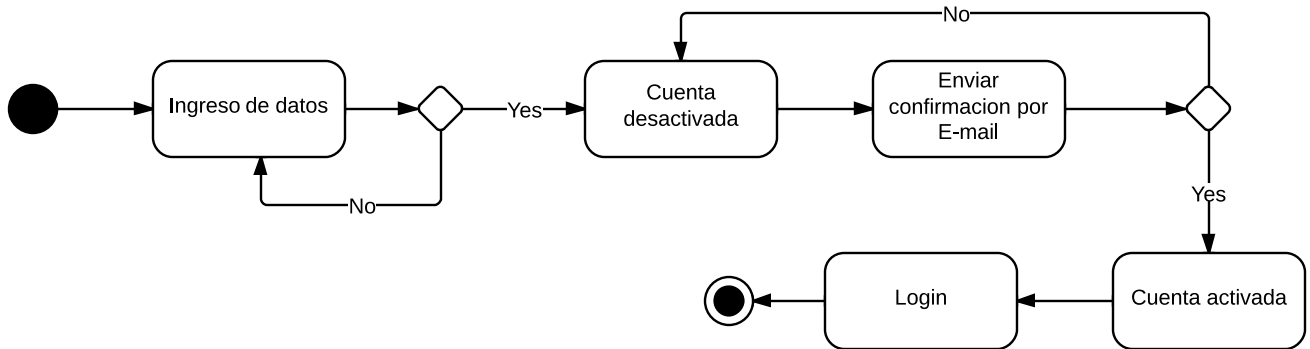 No
Ingreso de datos
Yes
Cuenta
desactivada
Enviar
confirmacion por
E-mail
No
Yes
Login
Cuenta activada